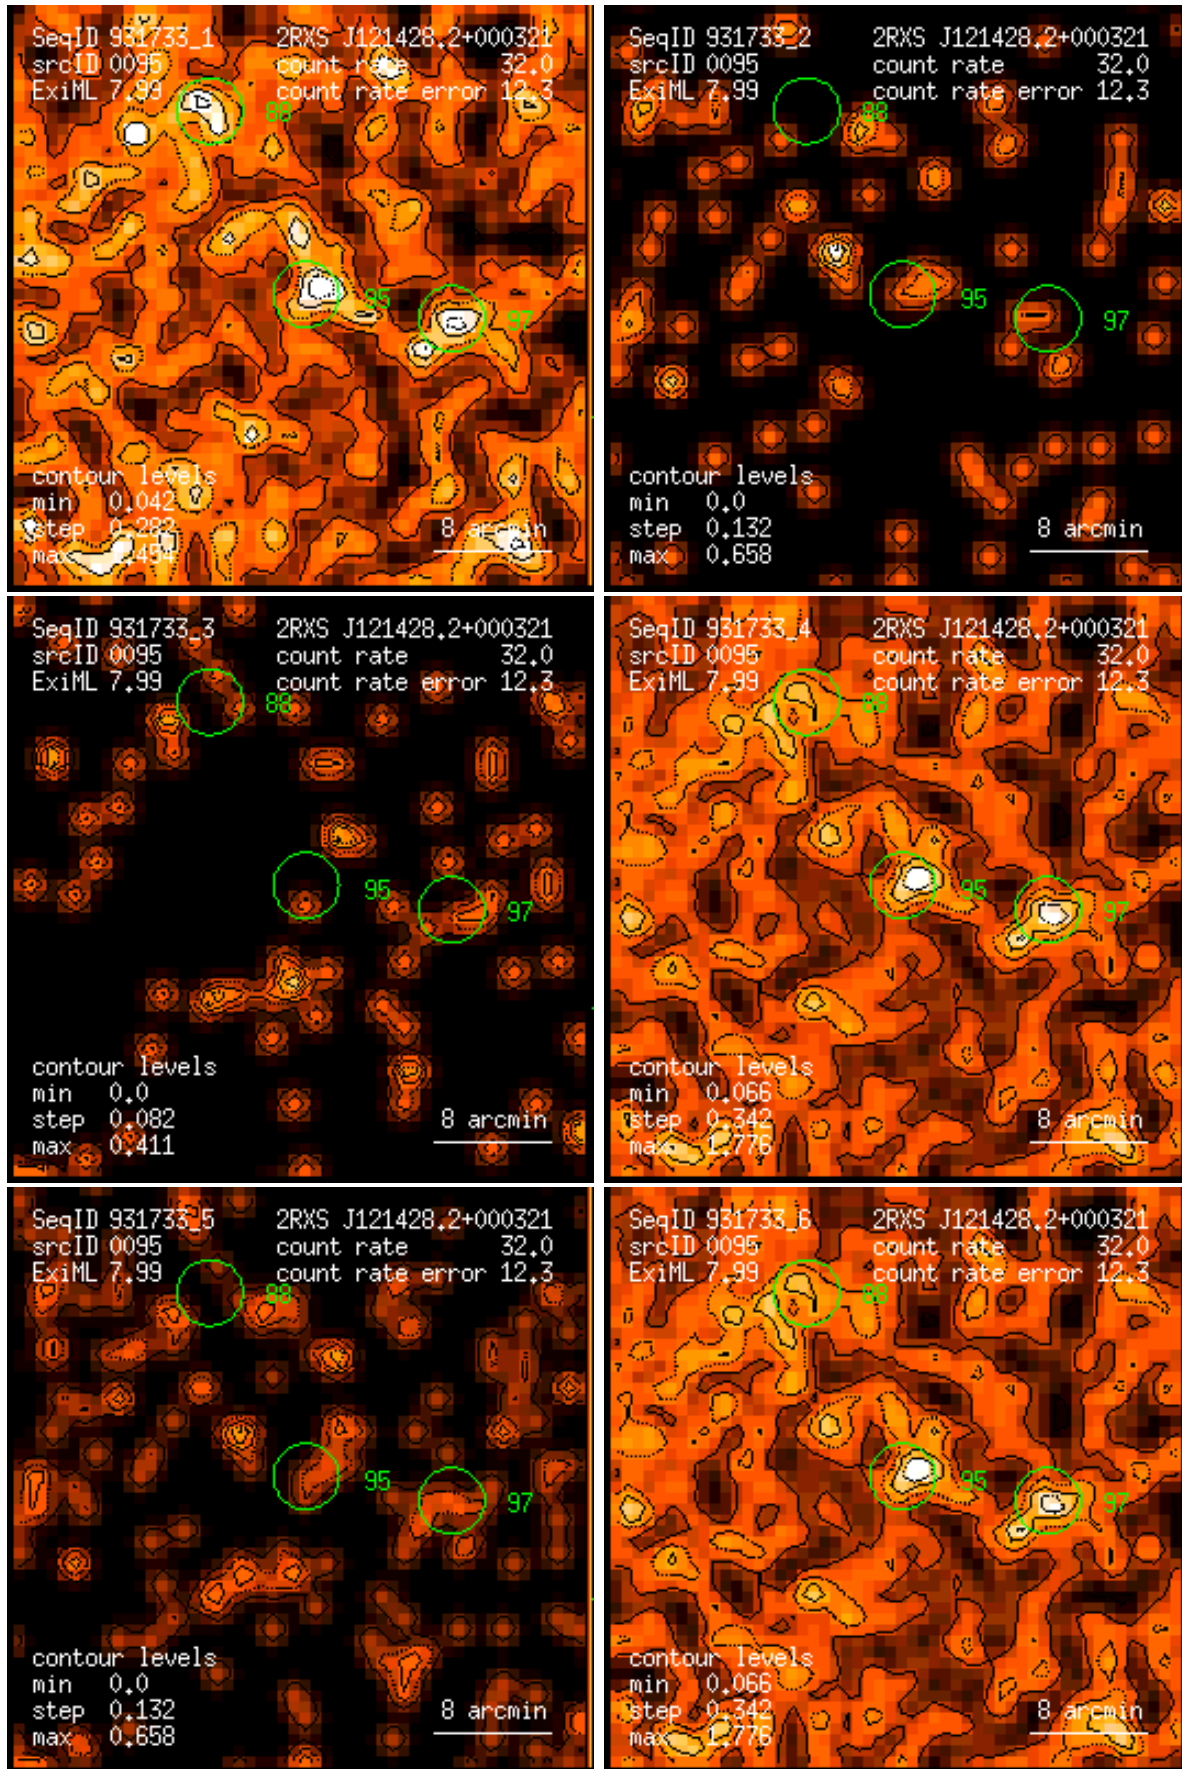 SeqID 931733_1 2RXS J121428.2+000321
srcID 0095 count rate 32.0
ExiML 7.99 count rate error 12.3
88
95
97
contour levels
min 0.042
step 0.282
max
8 arcmin
SeqID 931733_2 2RXS J121428.2+000321
srcID 0095 count rate 32.0
ExiML 7.99 count rate error 12.3
88
95
97
contour levels
min 0.0
step 0.132
max 0.658
8 arcmin
SeqID 931733_3 2RXS J121428.2+000321
srcID 0095 count rate 32.0
ExiML 7.99 count rate error 12.3
88
95
97
contour levels
min 0.0
step 0.082
max 0.411
8 arcmin
SeqID 931733_4 2RXS J121428.2+000321
srcID 0095 count rate 32.0
ExiML 7.99 count rate error 12.3
88
95
97
contour levels
min 0.066
step 0.342
max 1.776
8 arcmin
SeqID 931733_5 2RXS J121428.2+000321
srcID 0095 count rate 32.0
ExiML 7.99 count rate error 12.3
88
95
97
contour levels
min 0.0
step 0.132
max 0.658
8 arcmin
SeqID 931733_6 2RXS J121428.2+000321
srcID 0095 count rate 32.0
ExiML 7.99 count rate error 12.3
88
95
97
contour levels
min 0.066
step 0.342
max 1.776
8 arcmin